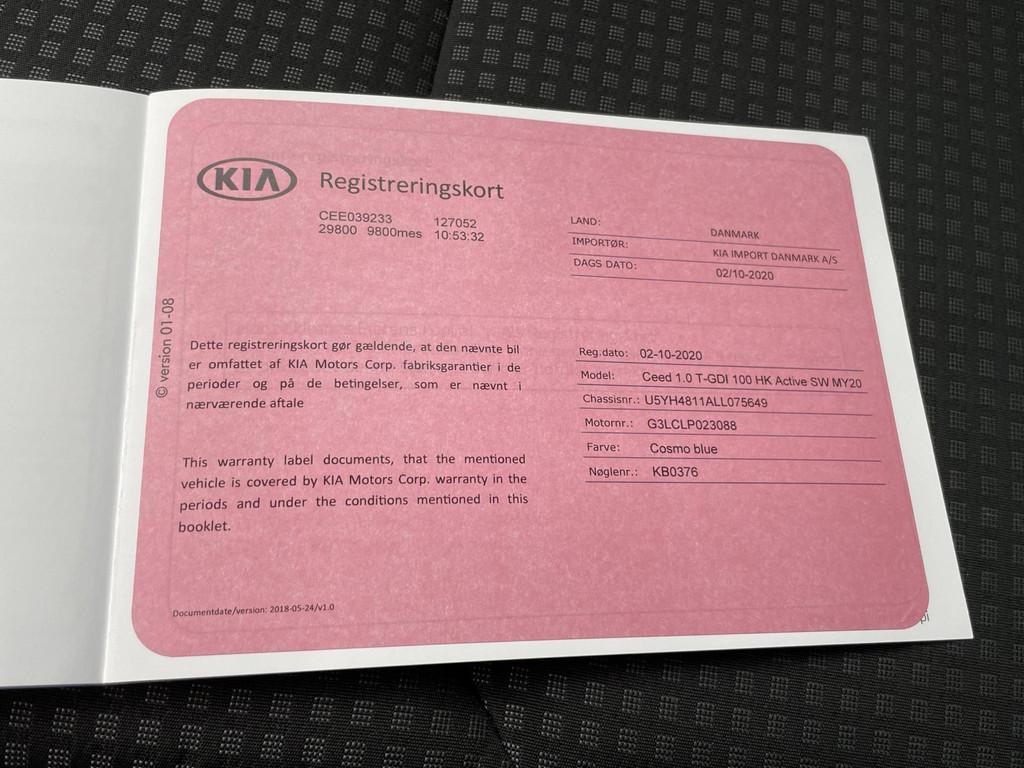 KIA Registreringskort
CEE039233 127052
29800 9800mes 10:53:32
LAND: DANMARK
IMPORTØR: KIA IMPORT DANMARK A/S
DAGS DATO: 02/10-2020
© version 01-08
Dette registreringskort gør gældende, at den nævnte bil
er omfattet af KIA Motors Corp. fabriksgarantier i de
perioder og på de betingelser, som er nævnt i
nærværende aftale
This warranty label documents, that the mentioned
vehicle is covered by KIA Motors Corp. warranty in the
periods and under the conditions mentioned in this
booklet.
Reg.dato: 02-10-2020
Model: Ceed 1.0 T-GDI 100 HK Active SW MY20
Chassisnr.: U5YH4811ALL075649
Motornr.: G3LCLP023088
Farve: Cosmo blue
Nøglenr.: KB0376
Documentdate/version: 2018-05-24/v1.0